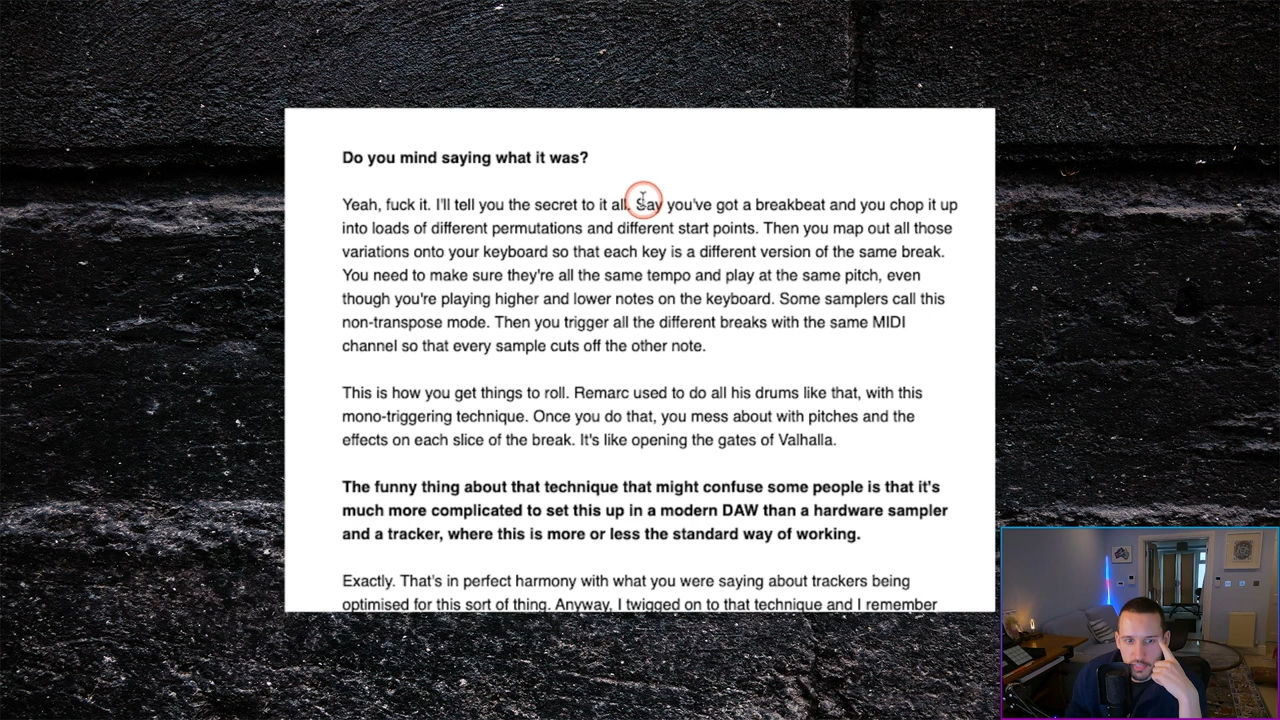 Do you mind saying what it was?
Yeah, fuck it. I'll tell you the secret to it all. Say you've got a breakbeat and you chop it up
into loads of different permutations and different start points. Then you map out all those
variations onto your keyboard so that each key is a different version of the same break.
You need to make sure they're all the same tempo and play at the same pitch, even
though you're playing higher and lower notes on the keyboard. Some samplers call this
non-transpose mode. Then you trigger all the different breaks with the same MIDI
channel so that every sample cuts off the other note.
This is how you get things to roll. Remarc used to do all his drums like that, with this
mono-triggering technique. Once you do that, you mess about with pitches and the
effects on each slice of the break. It's like opening the gates of Valhalla.
The funny thing about that technique that might confuse some people is that it's
much more complicated to set this up in a modern DAW than a hardware sampler
and a tracker, where this is more or less the standard way of working.
Exactly. That's in perfect harmony with what you were saying about trackers being
optimised for this sort of thing. Anyway, I twigged on to that technique and I remember